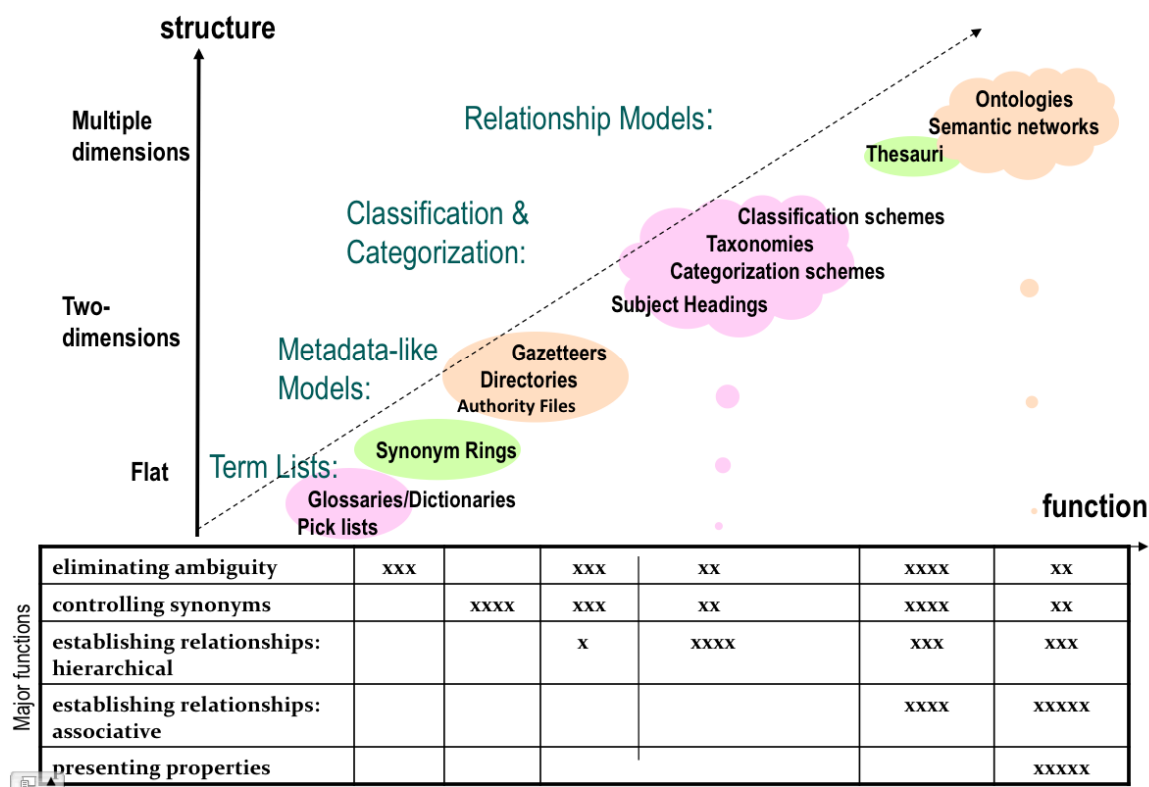 structure
Multiple
dimensions
Relationship Models:
Ontologies
Semantic networks
Thesauri
Classification &
Categorization:
Classification schemes
Taxonomies
Categorization schemes
Subject Headings
Two-
dimensions
Metadata-like
Models:
Gazetteers
Directories
Authority Files
Synonym Rings
Flat
Term Lists:
Glossaries/Dictionaries
Pick lists
function
Major functions
eliminating ambiguity xxx xxx xx xxxx xx
controlling synonyms xxxx xxx xx xxxx xx
establishing relationships: x xxxx xxx xxx
hierarchical
establishing relationships: xxxx xxxxx
associative
presenting properties xxxxx